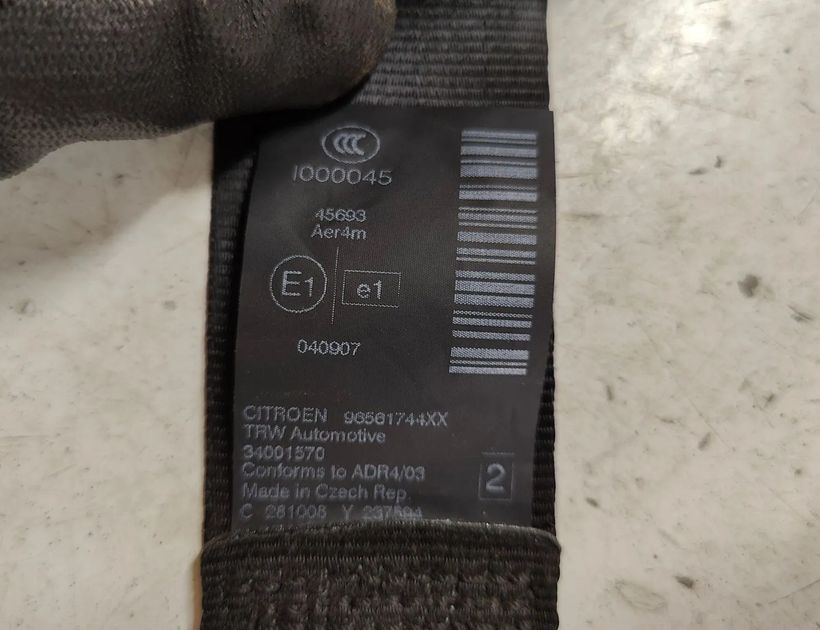 CCC
I000045
45693
Aer4m
E1 e1
040907
CITROEN 96561744XX
TRW Automotive
34001570
Conforms to ADR4/03 2
Made in Czech Rep.
C 281008 Y